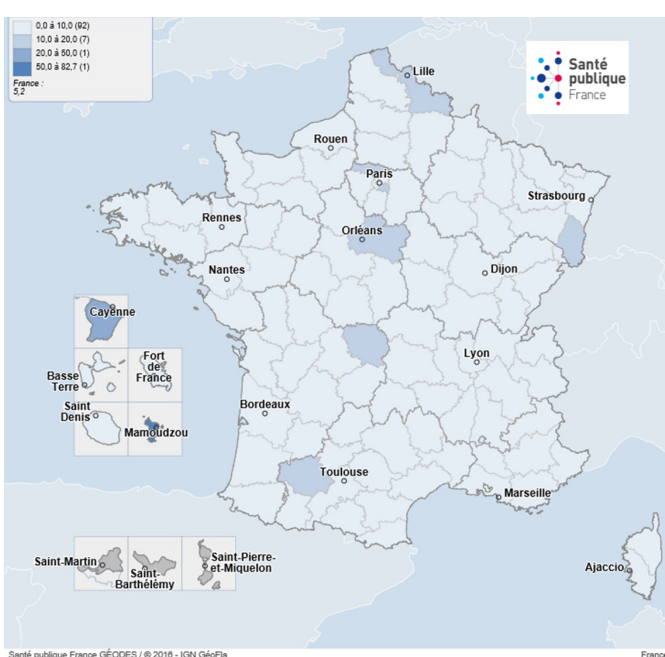 0,0 à 10,0 (92)
10,0 à 20,0 (7)
20,0 à 50,0 (1)
50,0 à 82,7 (1)
France :
5,2
Santé
publique
France
Lille
Rouen
Paris
Strasbourg
Rennes
Orléans
Nantes
Dijon
Cayenne
Lyon
Basse
Terre
Fort
de
France
Saint
Denis
Mamoudzou
Bordeaux
Toulouse
Marseille
Saint-Martin
Saint-
Barthélémy
Saint-Pierre-
et-Miquelon
Ajaccio
Santé publique France GÉODES / © 2016 - IGN GéoFla
France